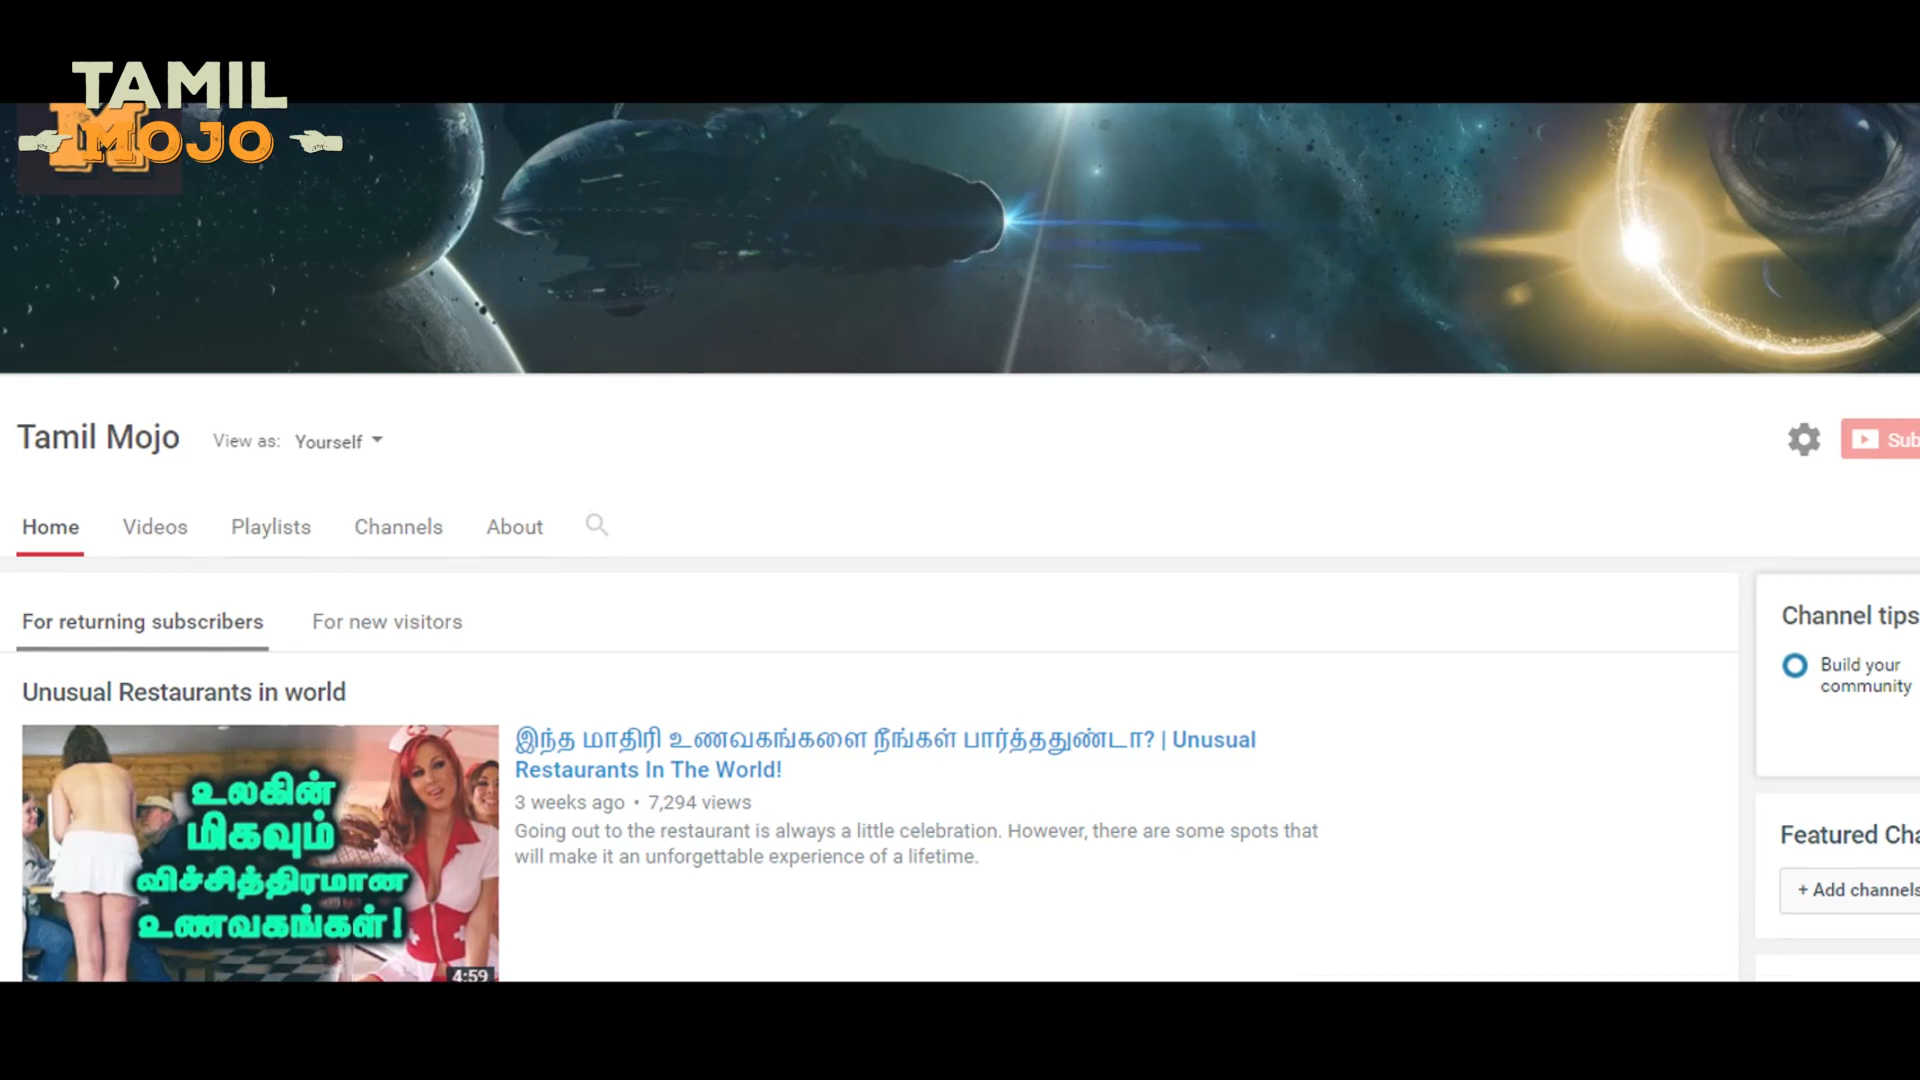 TAMIL
MOJO
M
Tamil Mojo
View as: Yourself
Sub
Home Videos Playlists Channels About
For returning subscribers For new visitors
Channel tips
Build your
community
Unusual Restaurants in world
இந்த மாதிரி உணவகங்களை நீங்கள் பார்த்ததுண்டா? | Unusual
Restaurants In The World!
3 weeks ago • 7,294 views
Going out to the restaurant is always a little celebration. However, there are some spots that
will make it an unforgettable experience of a lifetime.
உலகின்
மிகவும்
விச்சித்திரமான
உணவகங்கள்!
4:59
Featured Cha
+ Add channels